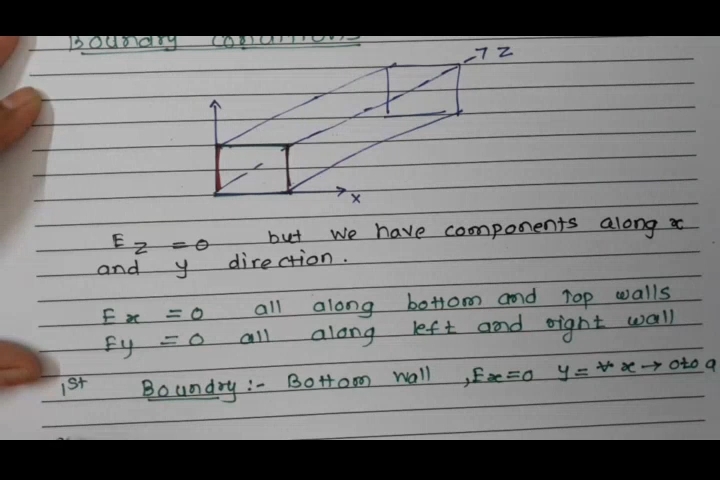 Boundry conditions
Z
x
Ez = 0 but we have components along x
and y direction.
Ex = 0 all along bottom and Top walls
Ey = 0 all along left and right wall
1st Boundry :- Bottom wall , Ex=0 y = ∀ x → 0 to a